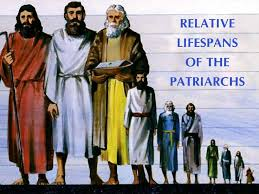 RELATIVE
LIFESPANS
OF THE
PATRIARCHS